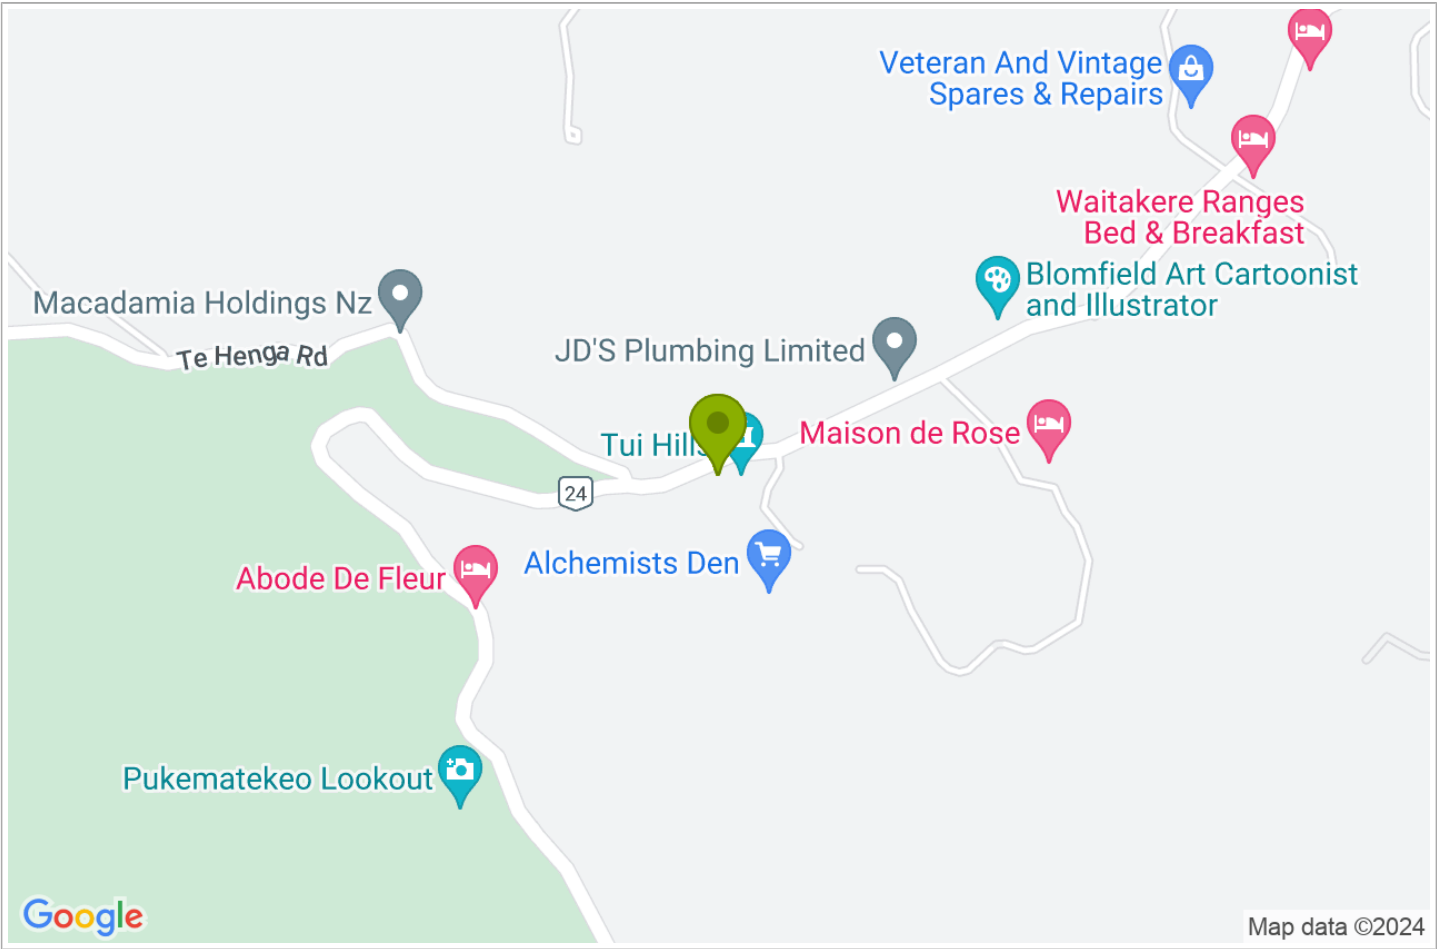 Veteran And Vintage
Spares & Repairs
Waitakere Ranges
Bed & Breakfast
Blomfield Art Cartoonist
and Illustrator
Macadamia Holdings Nz
Te Henga Rd
JD'S Plumbing Limited
Tui Hills
Maison de Rose
24
Alchemists Den
Abode De Fleur
Pukematekeo Lookout
Google
Map data ©2024